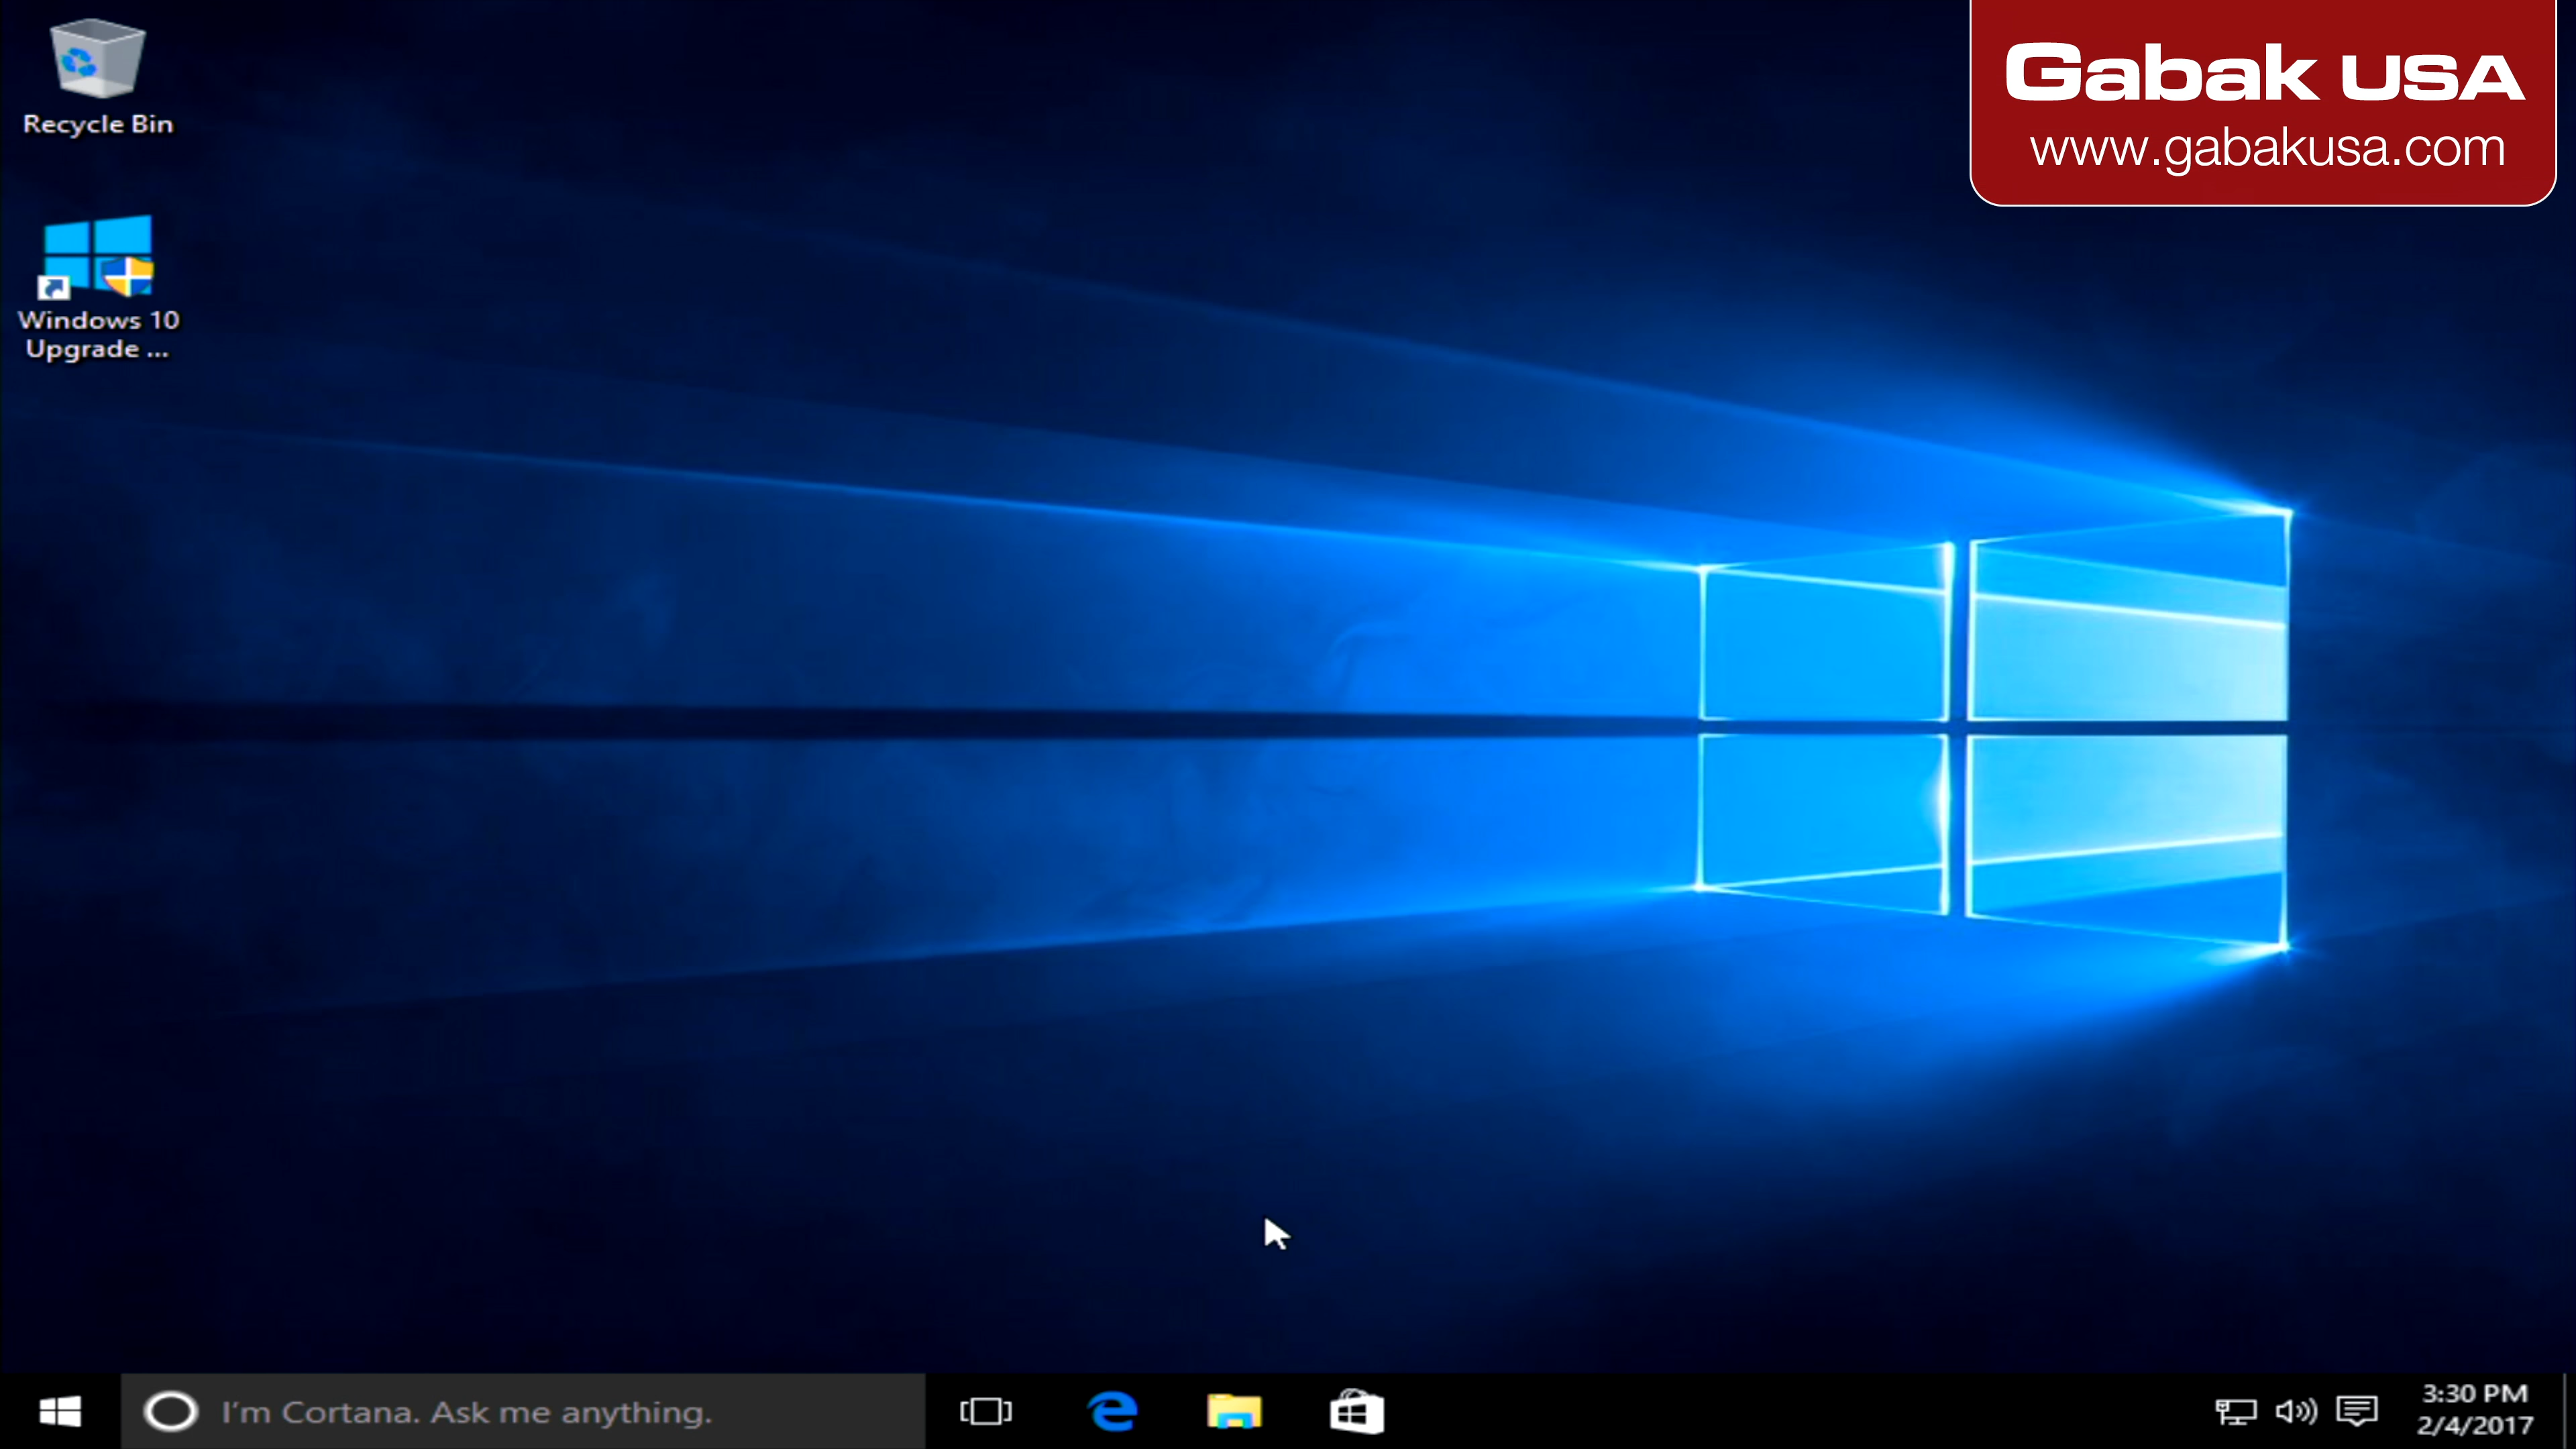 Recycle Bin
Gabak USA
www.gabakusa.com
Windows 10
Upgrade ...
I'm Cortana. Ask me anything.
3:30 PM
2/4/2017